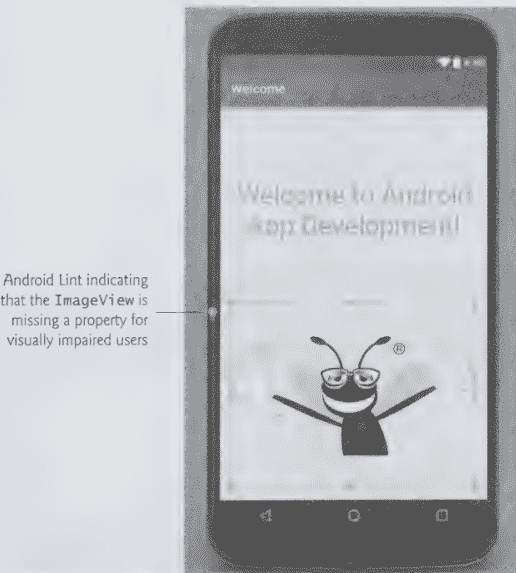 Welcome
Welcome to Android
App Development!
®
Android Lint indicating
that the ImageView is
missing a property for
visually impaired users